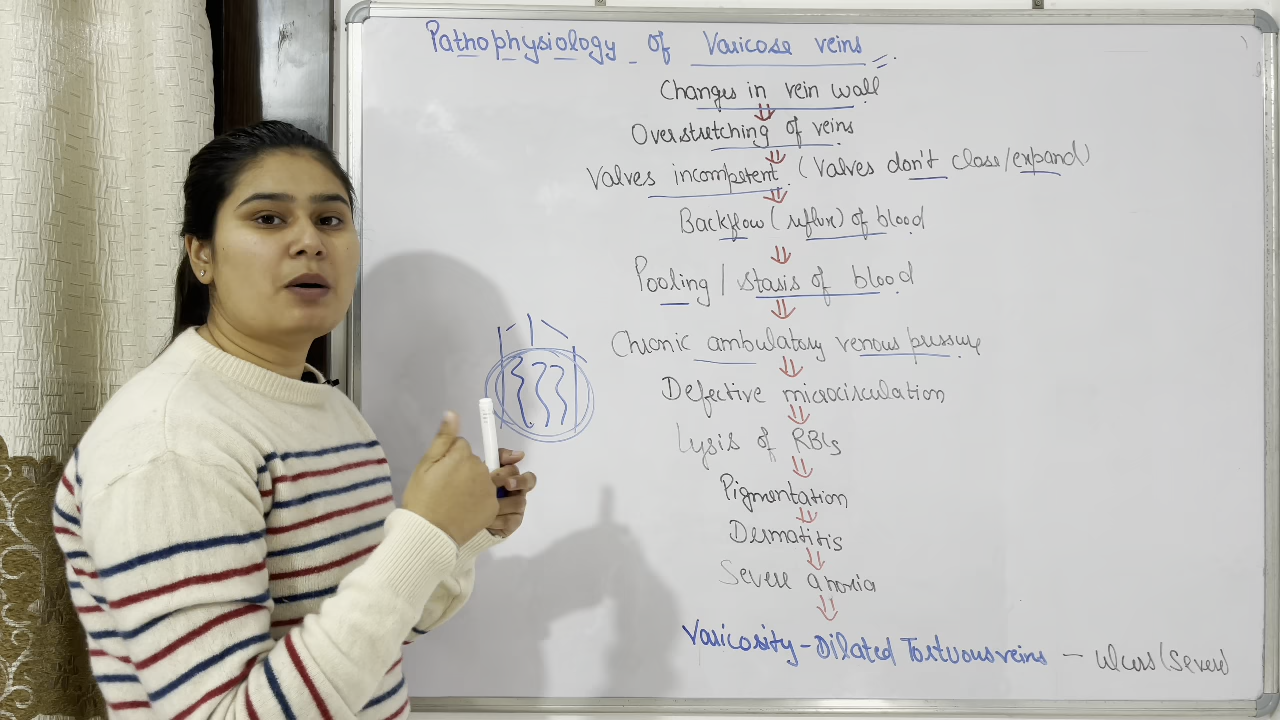 Pathophysiology of Varicose veins
Changes in vein wall
Overstretching of veins
Valves incompetent (Valves don't close/expand)
Backflow (reflux) of blood
Pooling / stasis of blood
Chronic ambulatory venous pressure
Defective microcirculation
Lysis of RBCs
Pigmentation
Dermatitis
Severe anoxia
Varicosity - Dilated Tortuous veins - Ulcers (Severe)